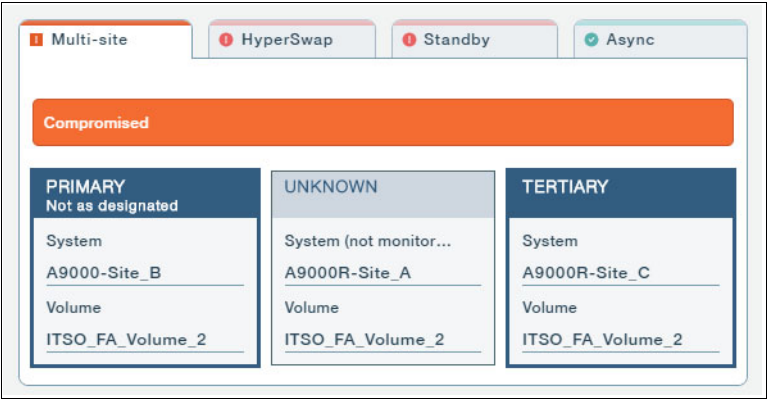 Multi-site
HyperSwap
Standby
Async
Compromised
PRIMARY
Not as designated
System
A9000-Site_B
Volume
ITSO_FA_Volume_2
UNKNOWN
System (not monitor...
A9000R-Site_A
Volume
ITSO_FA_Volume_2
TERTIARY
System
A9000R-Site_C
Volume
ITSO_FA_Volume_2